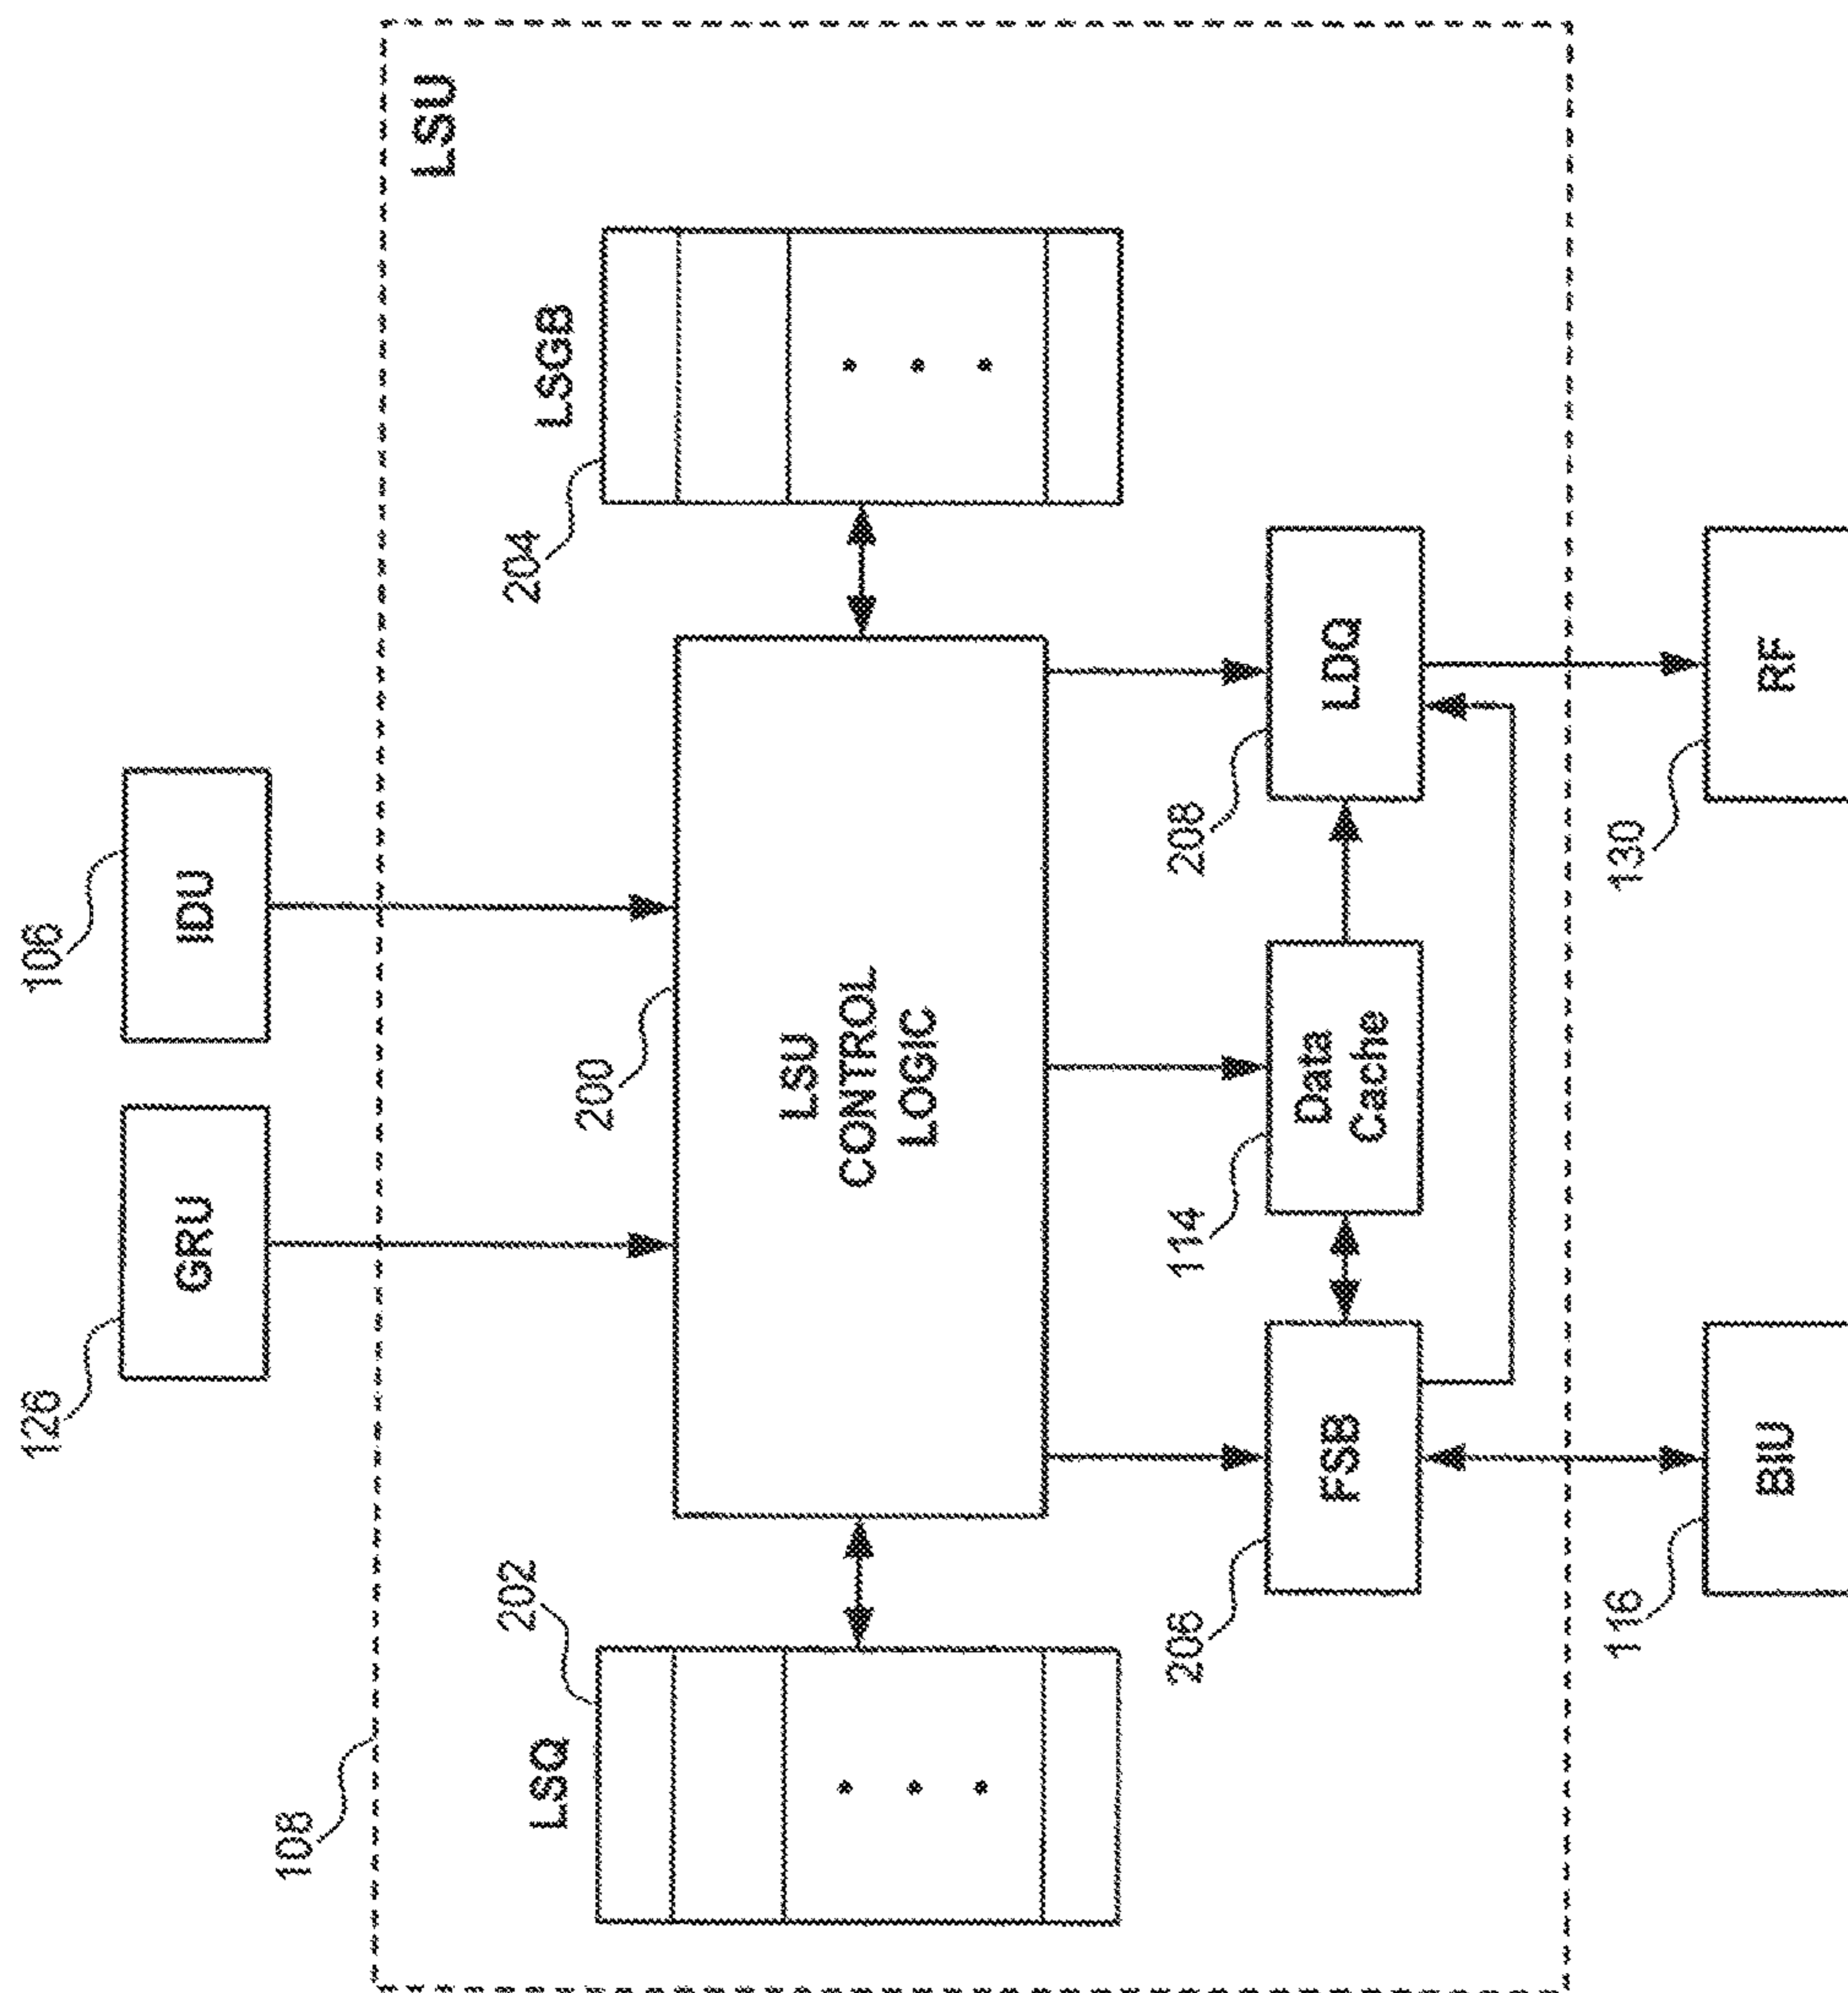 128
GRU
106
IDU
108
LSU
LSQ
202
200
LSU
CONTROL
LOGIC
204
LSGB
206
FSB
114
Data
Cache
208
LDQ
116
BIU
130
RF